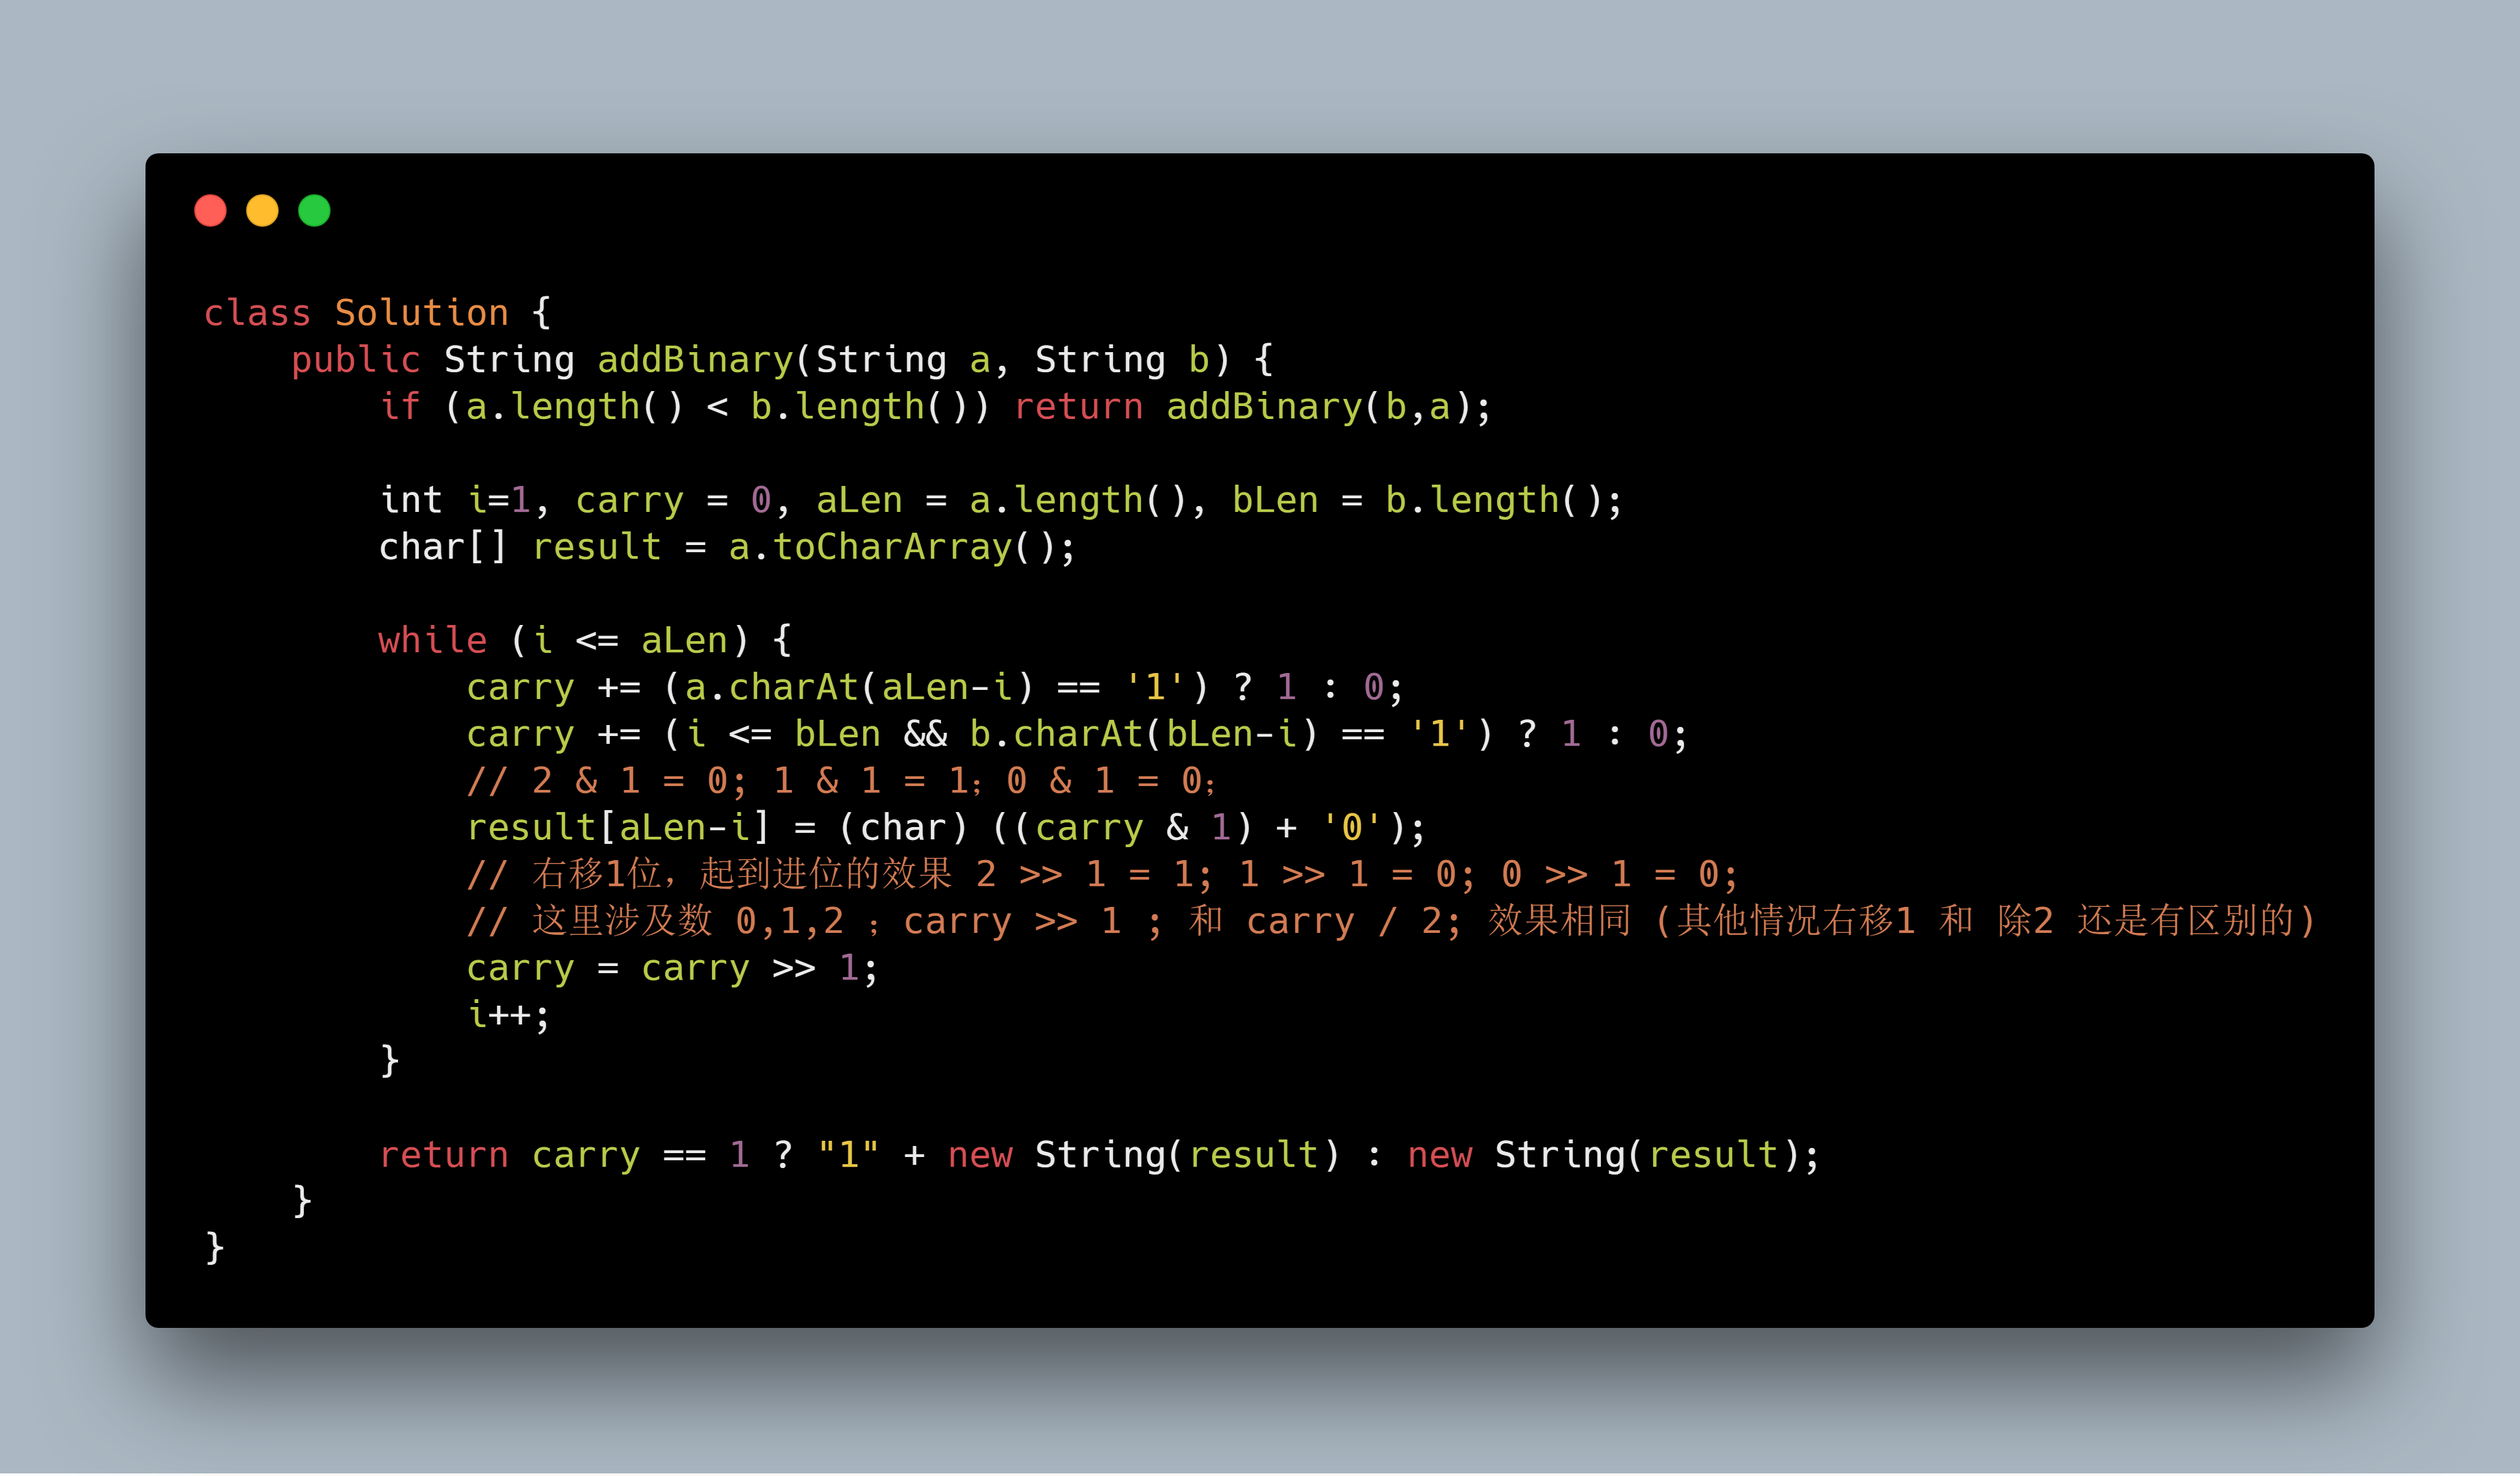 class Solution {
    public String addBinary(String a, String b) {
        if (a.length() < b.length()) return addBinary(b,a);
        int i=1, carry = 0, aLen = a.length(), bLen = b.length();
        char[] result = a.toCharArray();
        while (i <= aLen) {
            carry += (a.charAt(aLen-i) == '1') ? 1 : 0;
            carry += (i <= bLen && b.charAt(bLen-i) == '1') ? 1 : 0;
            // 2 & 1 = 0; 1 & 1 = 1；0 & 1 = 0；
            result[aLen-i] = (char) ((carry & 1) + '0');
            // 右移1位，起到进位的效果 2 >> 1 = 1; 1 >> 1 = 0; 0 >> 1 = 0;
            // 这里涉及数 0,1,2 ；carry >> 1 ; 和 carry / 2; 效果相同 (其他情况右移1 和 除2 还是有区别的)
            carry = carry >> 1;
            i++;
        }
        return carry == 1 ? "1" + new String(result) : new String(result);
    }
}